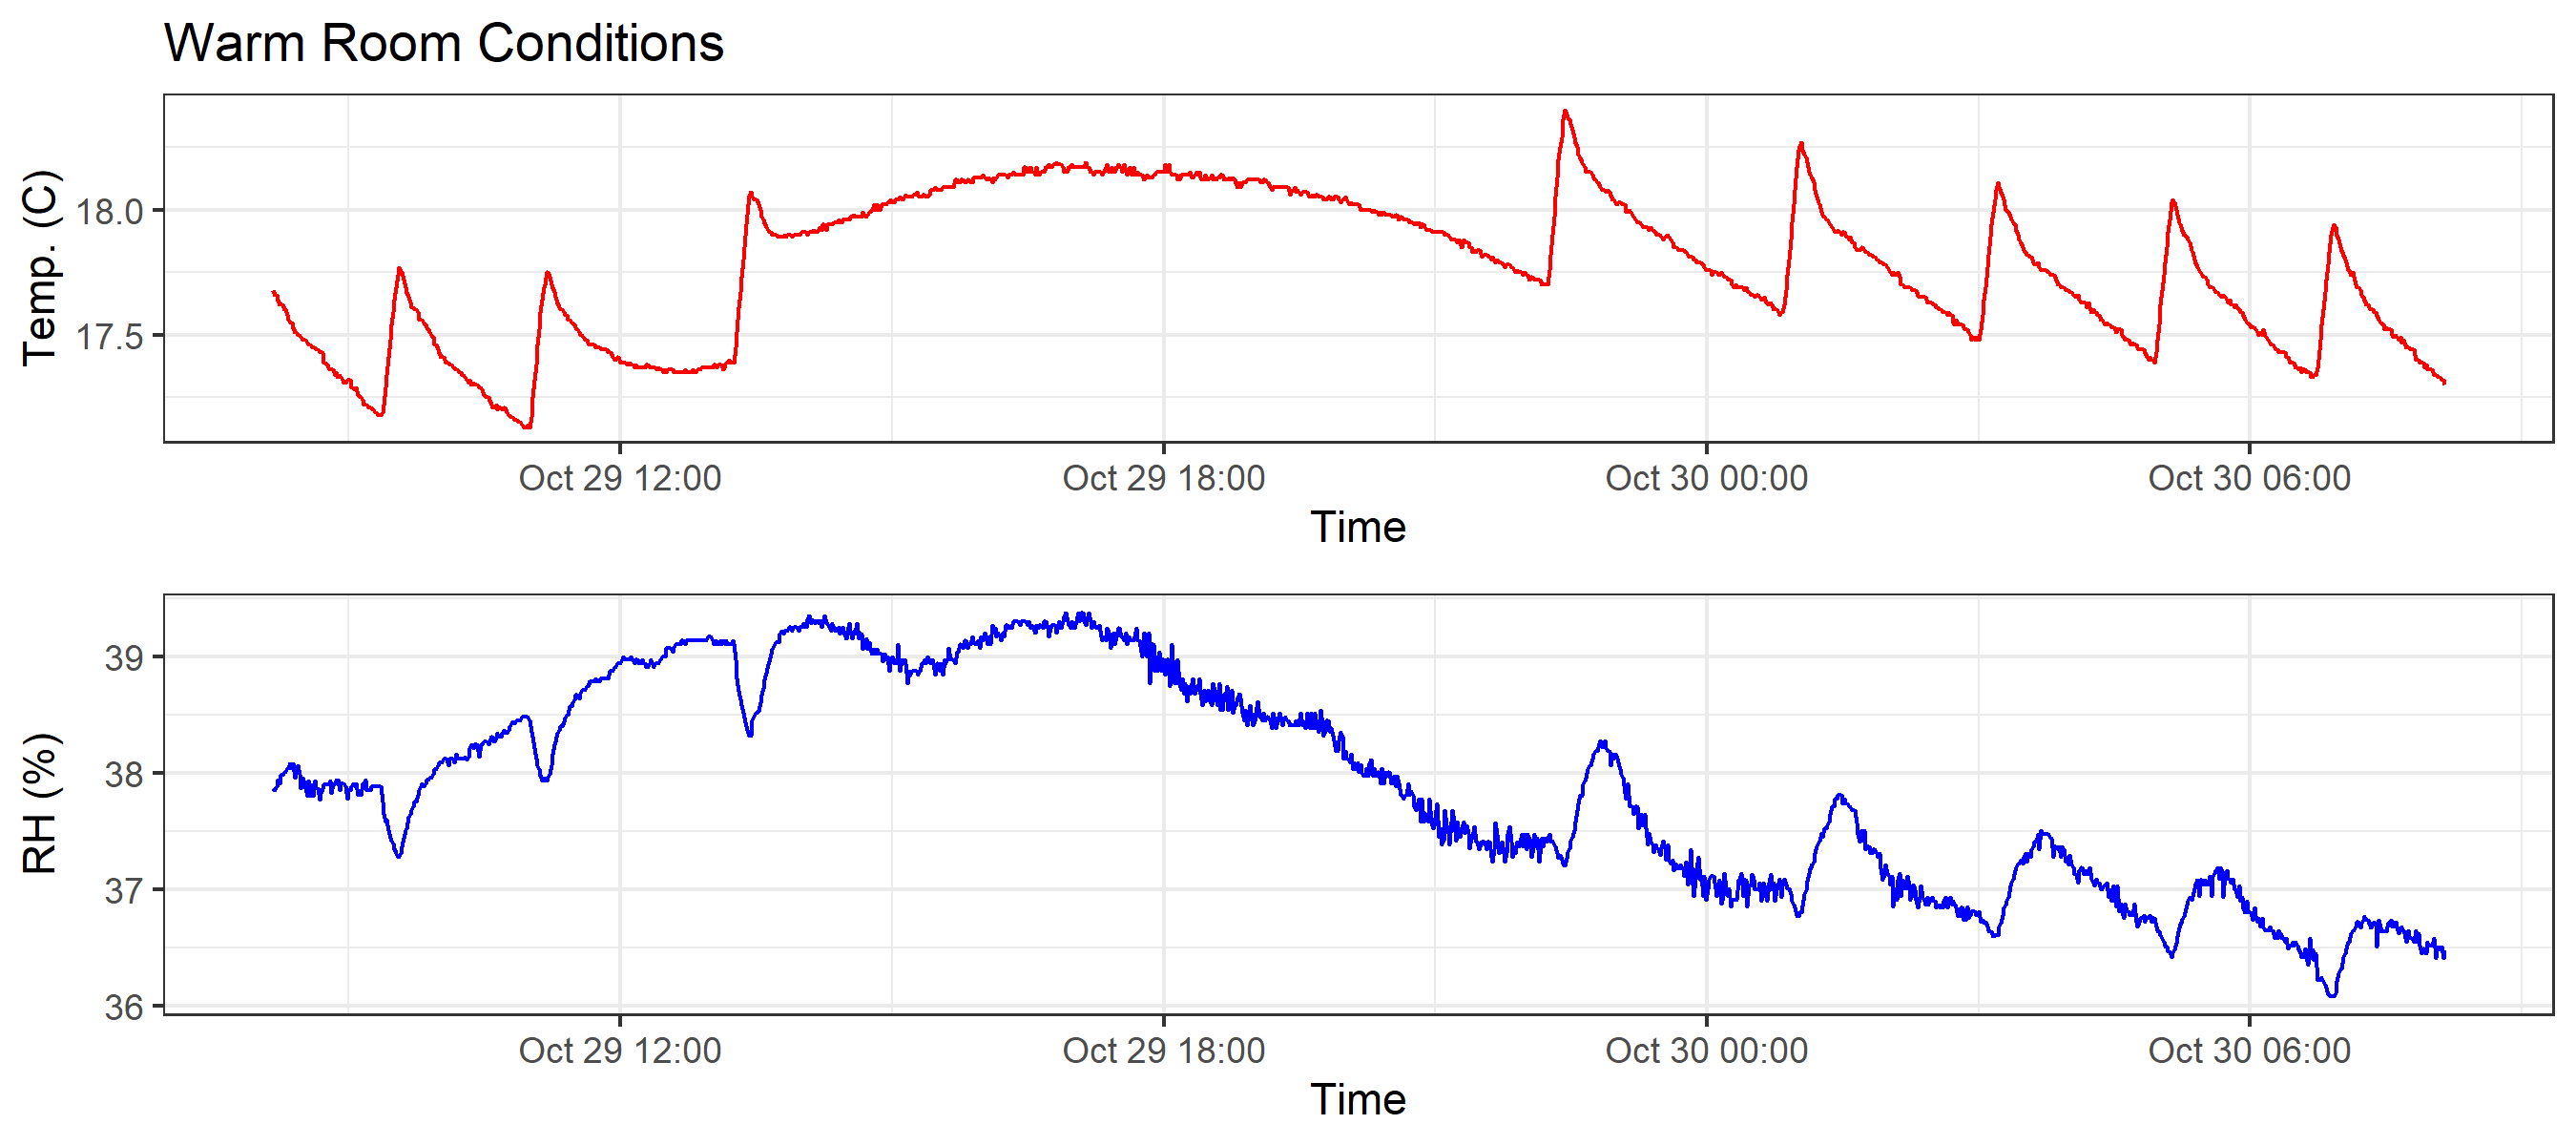 Warm Room Conditions
Temp. (C)
18.0
17.5
Oct 29 12:00 Oct 29 18:00 Oct 30 00:00 Oct 30 06:00
Time
RH (%)
39
38
37
36
Oct 29 12:00 Oct 29 18:00 Oct 30 00:00 Oct 30 06:00
Time